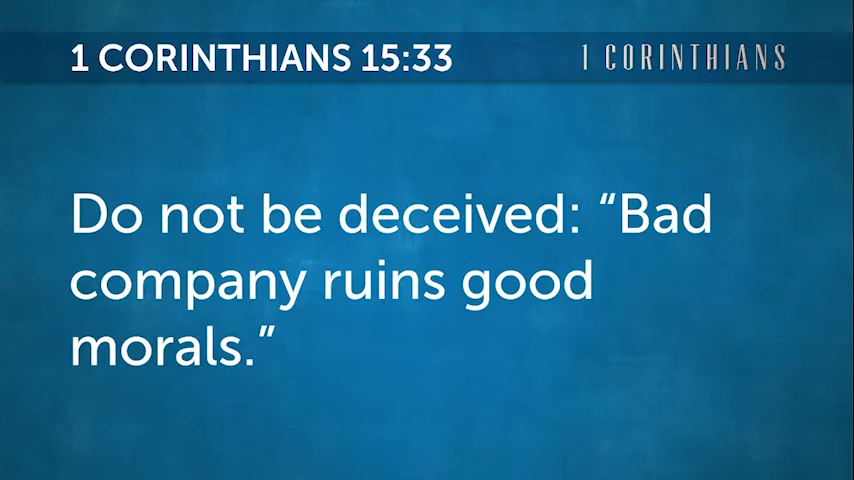 1 CORINTHIANS 15:33
1 CORINTHIANS
Do not be deceived: “Bad
company ruins good
morals.”